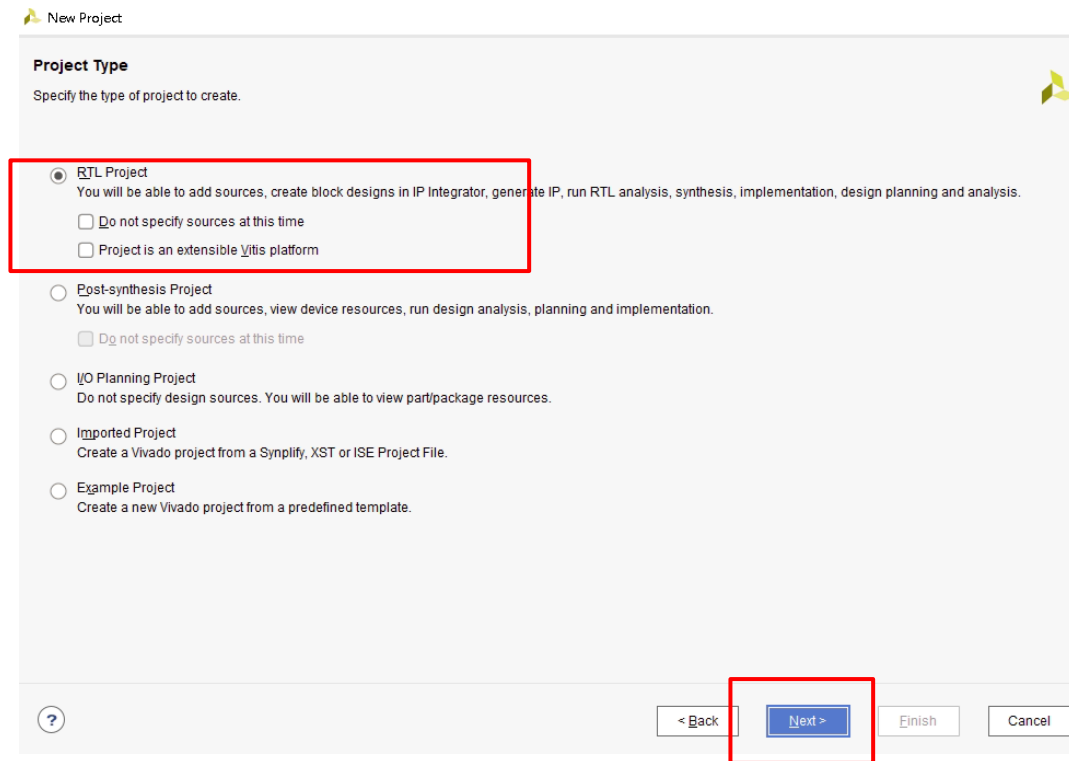 New Project
Project Type
Specify the type of project to create.
RTL Project
You will be able to add sources, create block designs in IP Integrator, generate IP, run RTL analysis, synthesis, implementation, design planning and analysis.
Do not specify sources at this time
Project is an extensible Vitis platform
Post-synthesis Project
You will be able to add sources, view device resources, run design analysis, planning and implementation.
Do not specify sources at this time
I/O Planning Project
Do not specify design sources. You will be able to view part/package resources.
Imported Project
Create a Vivado project from a Synplify, XST or ISE Project File.
Example Project
Create a new Vivado project from a predefined template.
? < Back Next > Finish Cancel